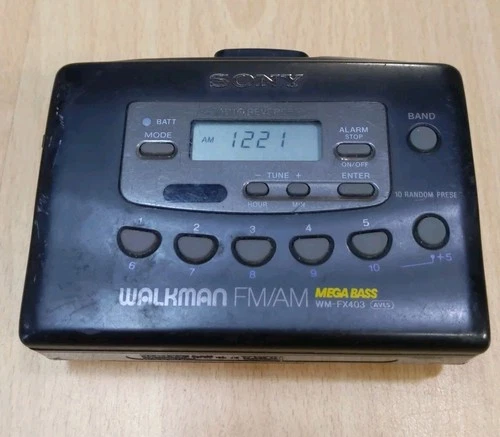 SONY
BATT
MODE
AM 1221
ALARM
STOP
ON/OFF
BAND
- TUNE +
ENTER
HOUR MIN
10 RANDOM PRESE
1 2 3 4 5
+5
6 7 8 9 10
WALKMAN FM/AM MEGA BASS
WM-FX403 AVLS